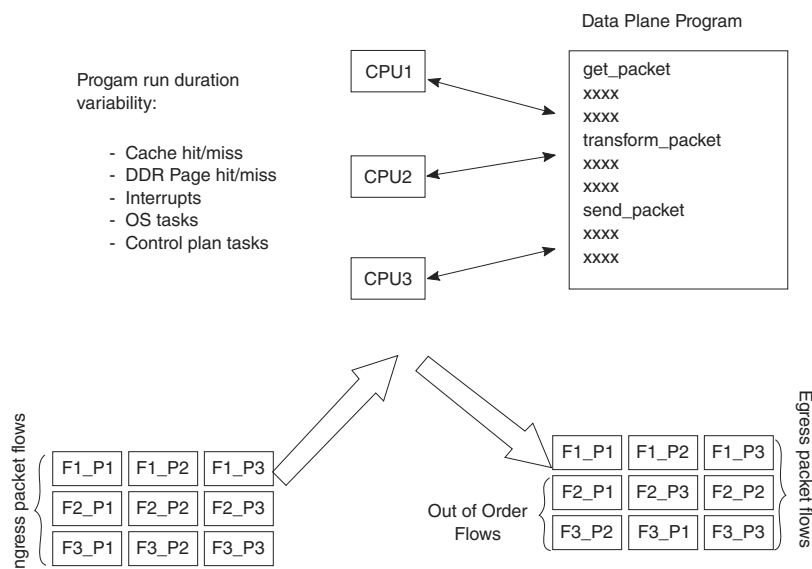 Data Plane Program
Progam run duration
variability:
- Cache hit/miss
- DDR Page hit/miss
- Interrupts
- OS tasks
- Control plan tasks
CPU1
CPU2
CPU3
get_packet
xxxx
xxxx
transform_packet
xxxx
xxxx
send_packet
xxxx
xxxx
ngress packet flows
F1_P1 F1_P2 F1_P3
F2_P1 F2_P2 F2_P3
F3_P1 F3_P2 F3_P3
Out of Order
Flows
F1_P1 F1_P2 F1_P3
F2_P1 F2_P3 F2_P2
F3_P2 F3_P1 F3_P3
Egress packet flows